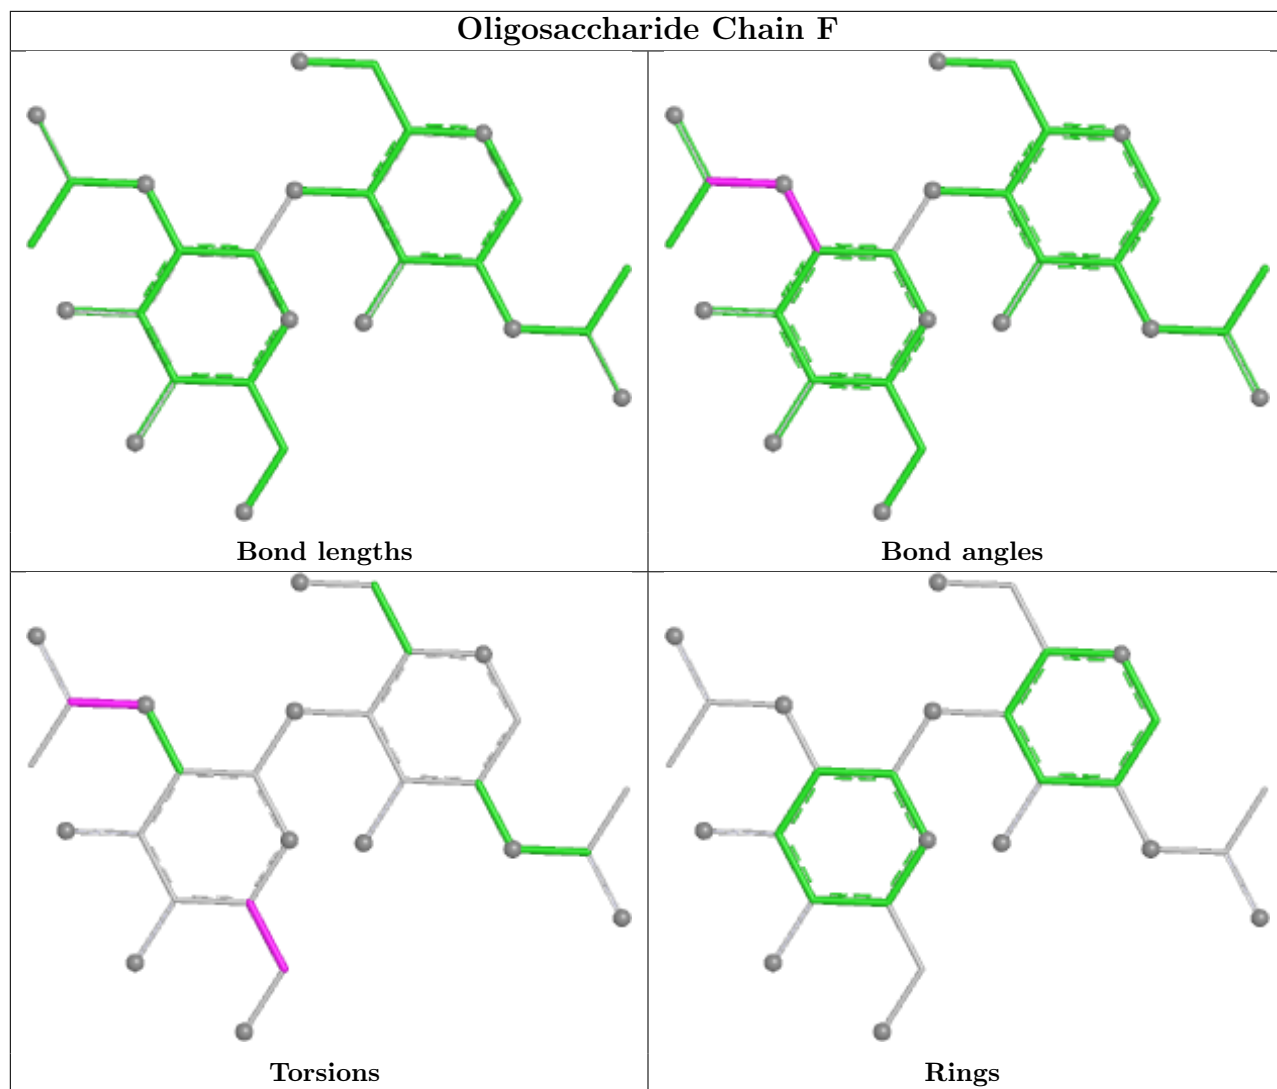 Oligosaccharide Chain F
Bond lengths
Bond angles
Torsions
Rings